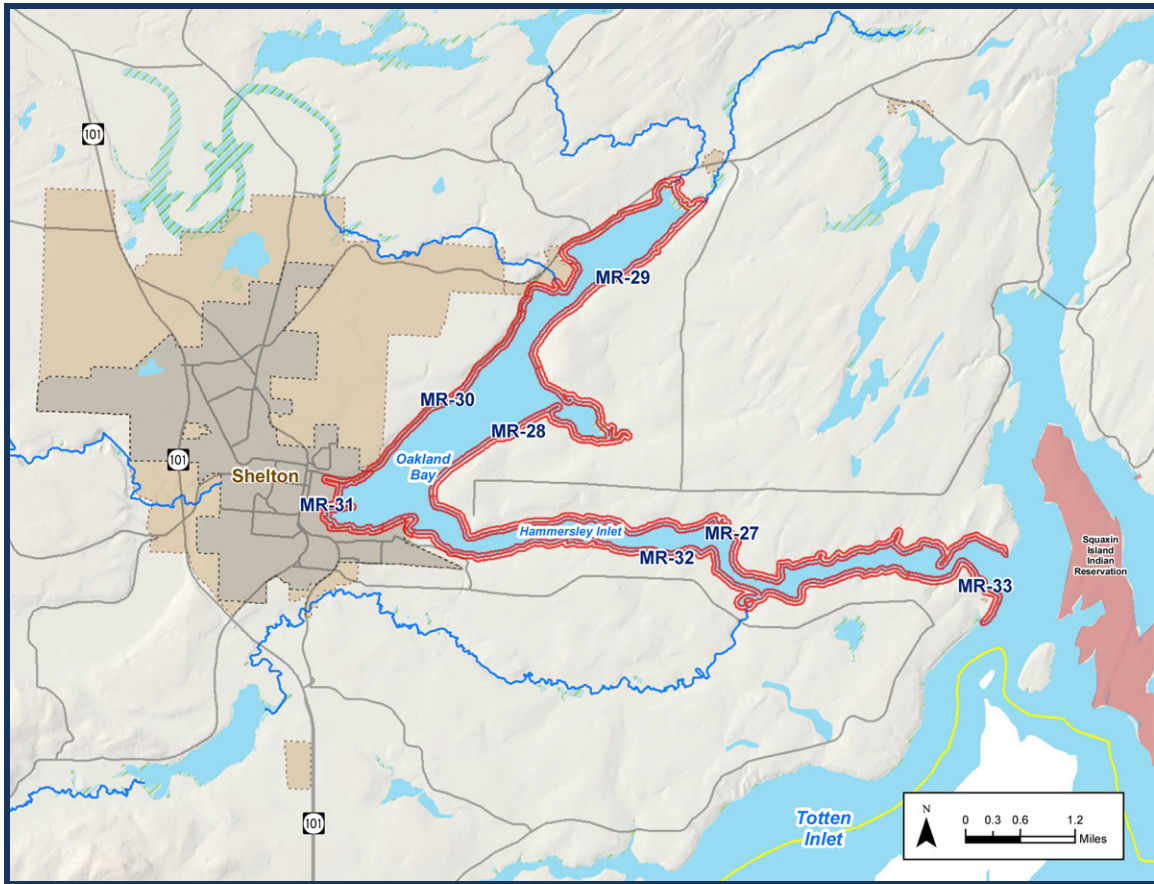 101
MR-29
MR-30
MR-28
Oakland
Bay
101
Shelton
MR-31
Hammersley Inlet
MR-27
MR-32
MR-33
Squaxin
Island
Indian
Reservation
101
Totten
Inlet
N
0 0.3 0.6 1.2
Miles